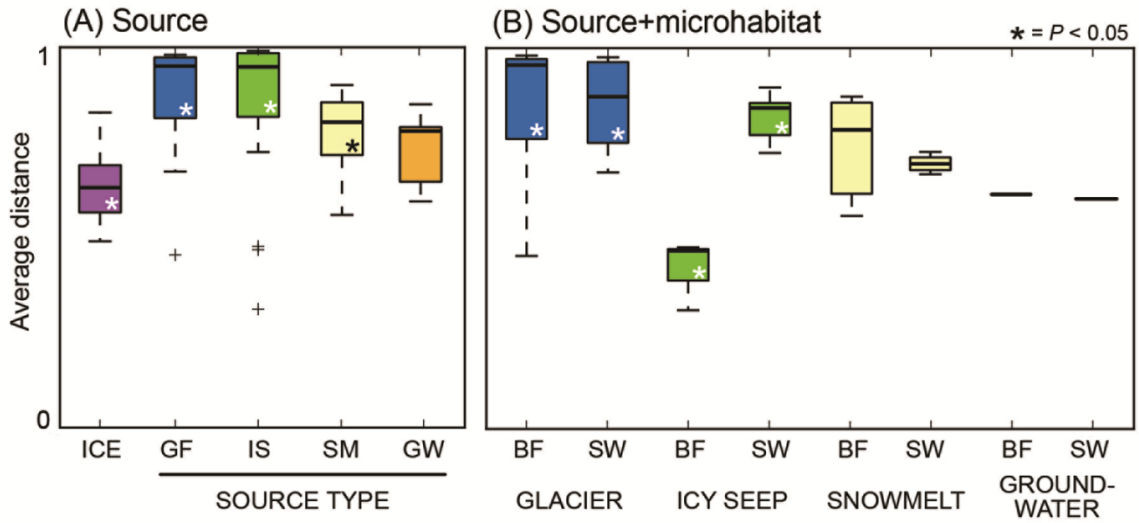 (A) Source
(B) Source+microhabitat
* = P < 0.05
Average distance
1
0
ICE GF IS SM GW
SOURCE TYPE
BF SW BF SW BF SW BF SW
GLACIER ICY SEEP SNOWMELT GROUND-
WATER